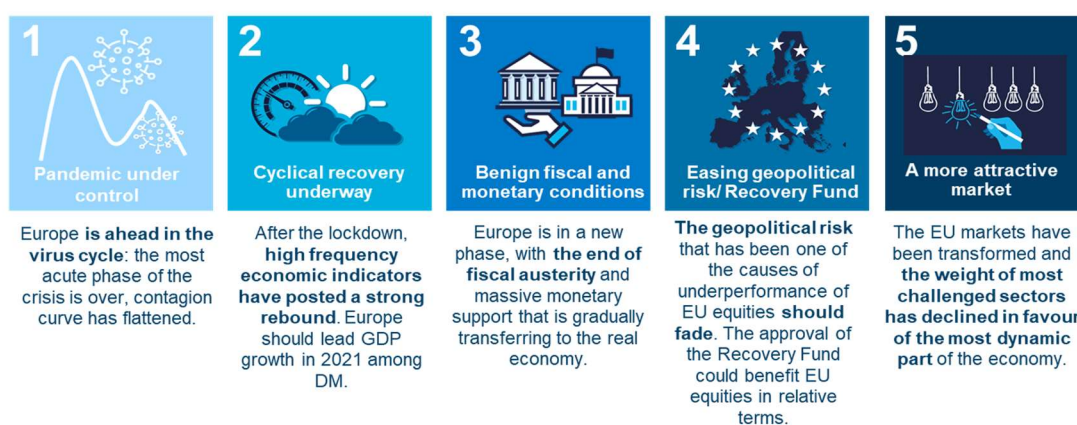 1
Pandemic under
control
Europe is ahead in the
virus cycle: the most
acute phase of the
crisis is over, contagion
curve has flattened.
2
Cyclical recovery
underway
After the lockdown,
high frequency
economic indicators
have posted a strong
rebound. Europe
should lead GDP
growth in 2021 among
DM.
3
Benign fiscal and
monetary conditions
Europe is in a new
phase, with the end of
fiscal austerity and
massive monetary
support that is gradually
transferring to the real
economy.
4
Easing geopolitical
risk/ Recovery Fund
The geopolitical risk
that has been one of
the causes of
underperformance of
EU equities should
fade. The approval of
the Recovery Fund
could benefit EU
equities in relative
terms.
5
A more attractive
market
The EU markets have
been transformed and
the weight of most
challenged sectors
has declined in favour
of the most dynamic
part of the economy.